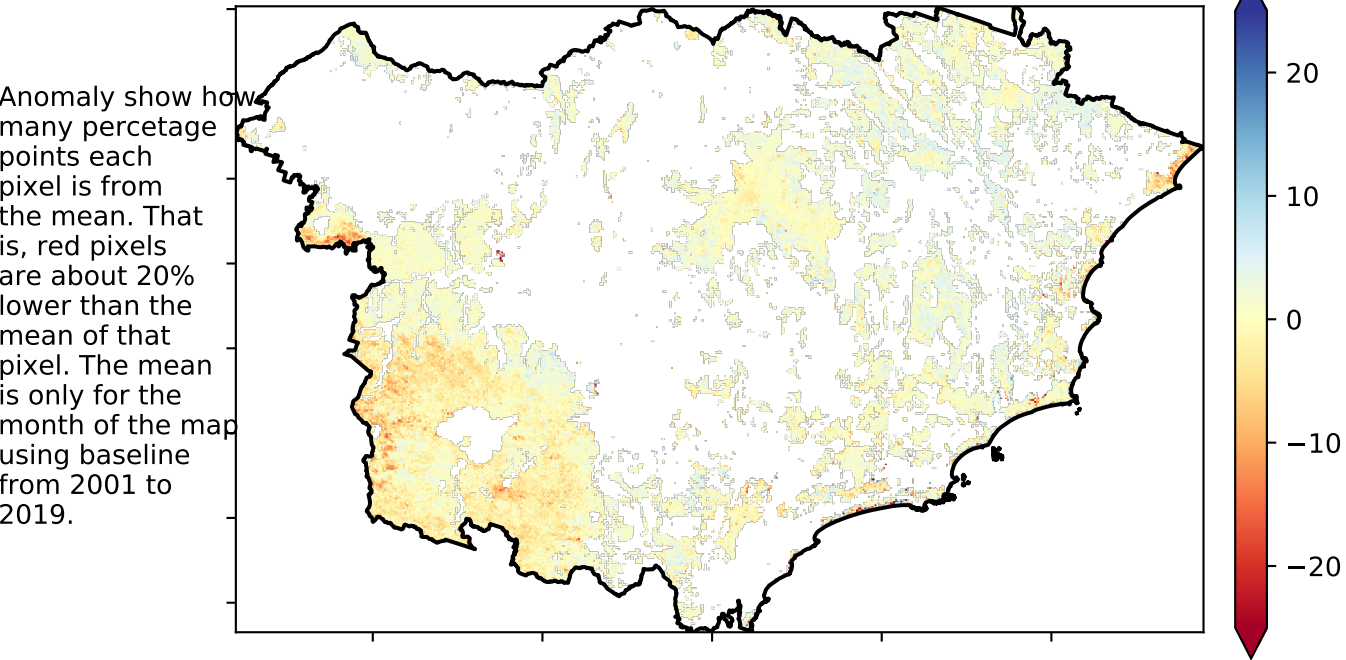 Anomaly show how
many percetage
points each
pixel is from
the mean. That
is, red pixels
are about 20%
lower than the
mean of that
pixel. The mean
is only for the
month of the map
using baseline
from 2001 to
2019.
20
10
0
−10
−20